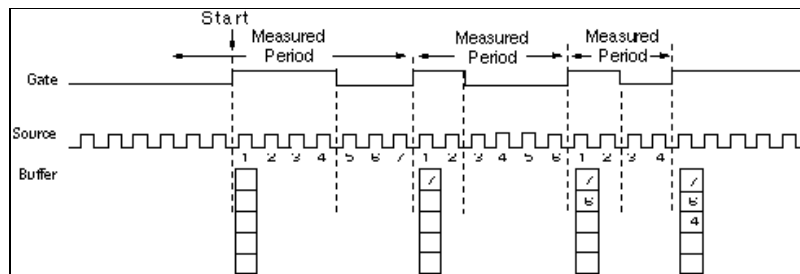 Start
Measured Period
Measured Period
Measured Period
Gate
Source
1 2 3 4 5 6 7 1 2 3 4 5 6 1 2 3 4
Buffer
7 7 7
6 6
4